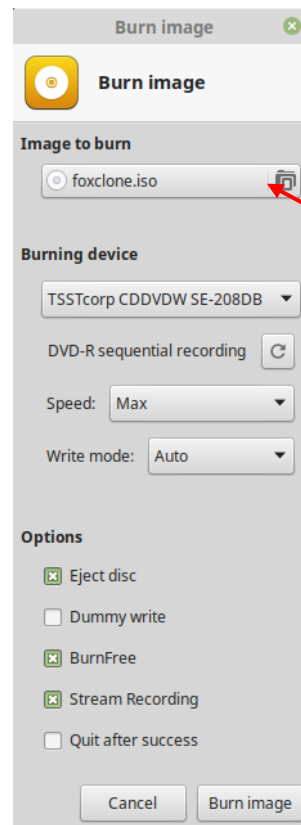 Burn image
Burn image
Image to burn
foxclone.iso
Burning device
TSSTcorp CDDVDW SE-208DB
DVD-R sequential recording
Speed: Max
Write mode: Auto
Options
Eject disc
Dummy write
BurnFree
Stream Recording
Quit after success
Cancel Burn image